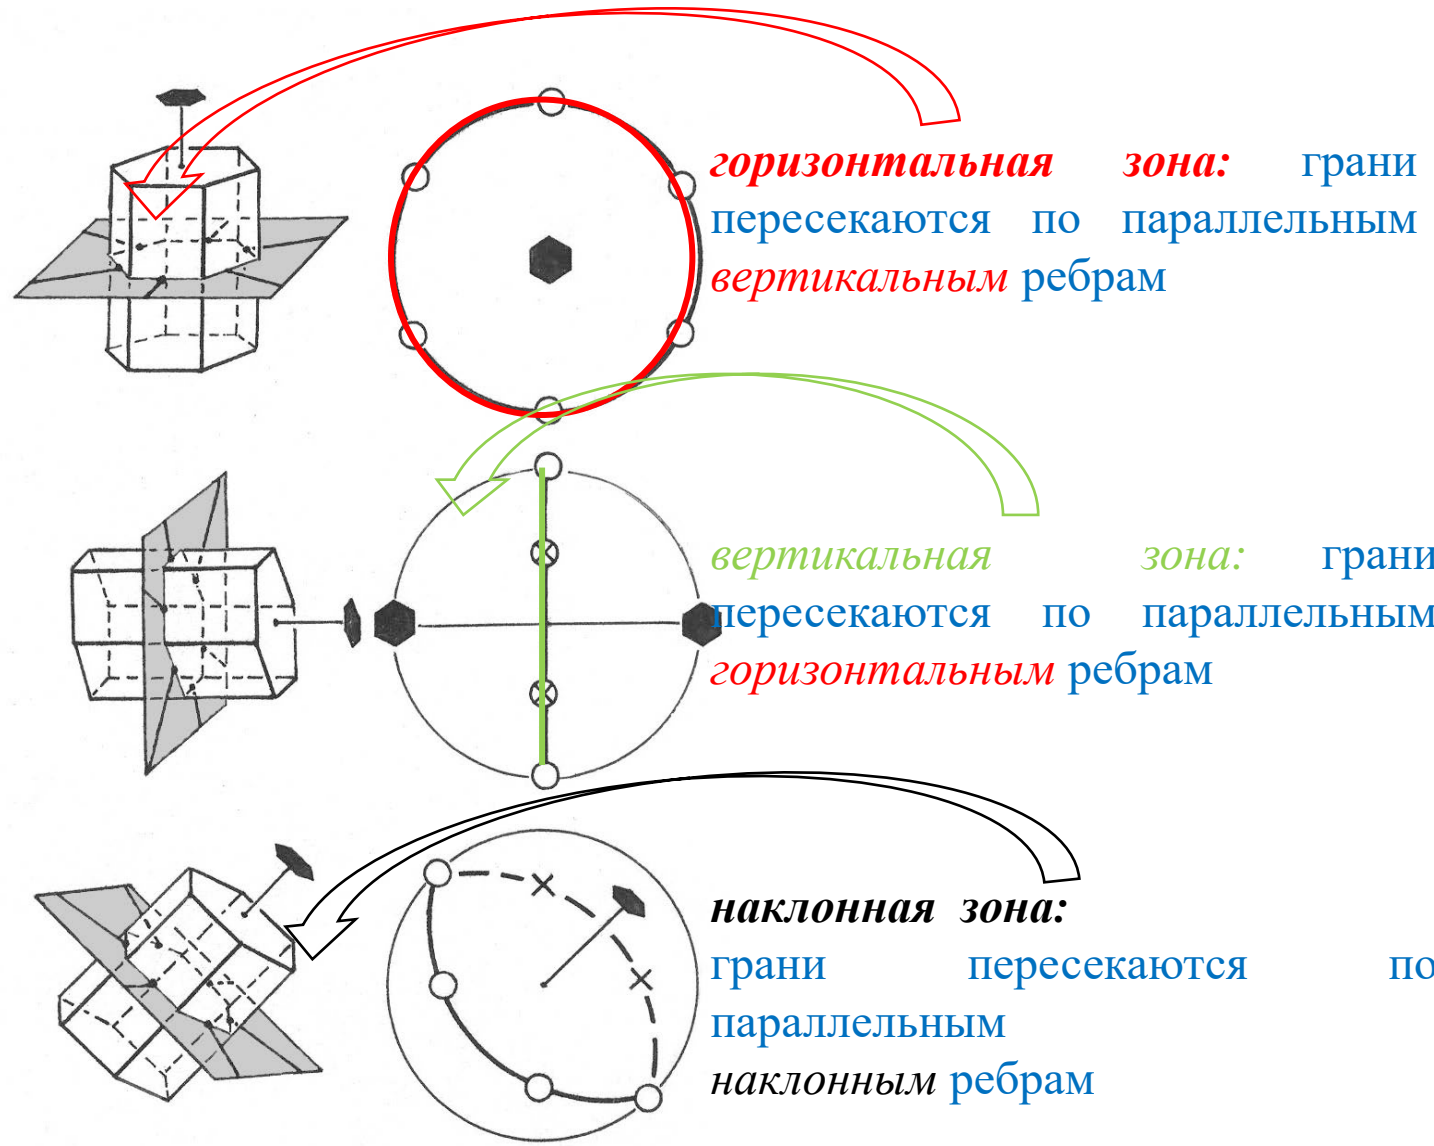 горизонтальная зона: грани
пересекаются по параллельным
вертикальным ребрам
вертикальная зона: грани
пересекаются по параллельным
горизонтальным ребрам
наклонная зона:
грани пересекаются по
параллельным
наклонным ребрам